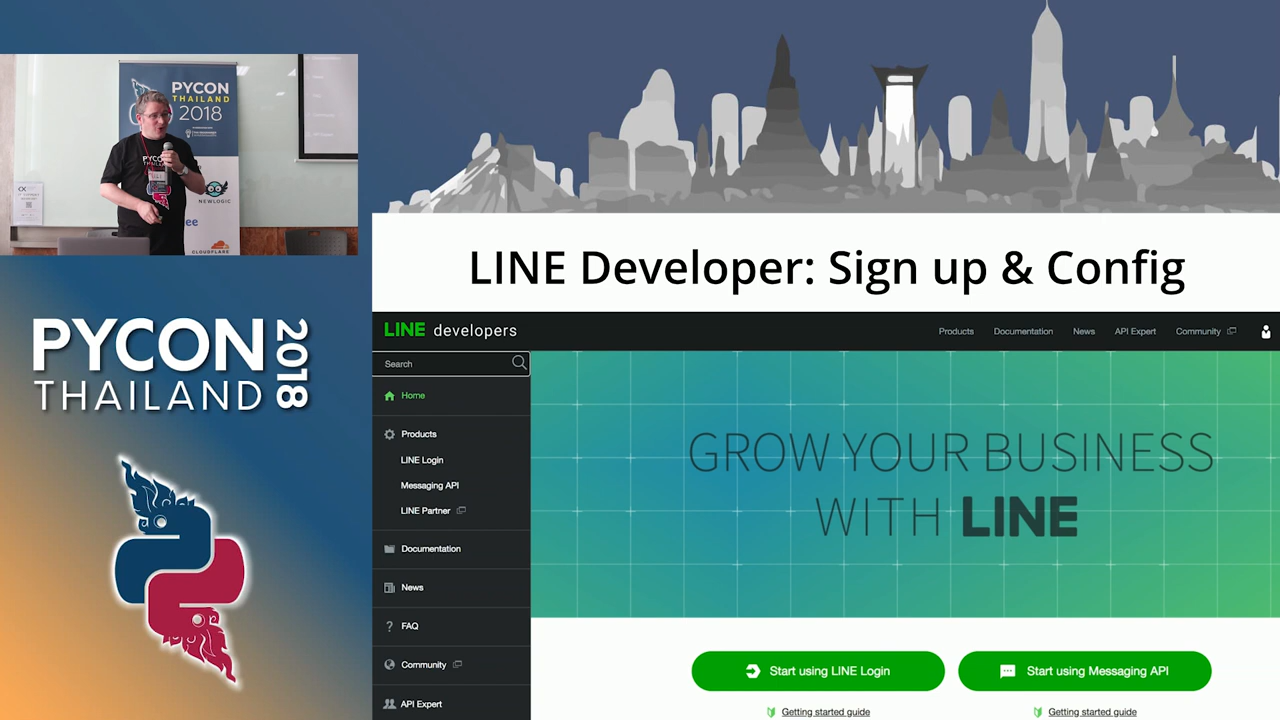 PYCON
THAILAND
2018
NEWLOGIC
CLOUDFLARE
PYCON 2018
THAILAND
LINE Developer: Sign up & Config
LINE developers
Products
Documentation
News
API Expert
Community
Search
Home
Products
LINE Login
Messaging API
LINE Partner
Documentation
News
FAQ
Community
API Expert
GROW YOUR BUSINESS
WITH LINE
Start using LINE Login
Start using Messaging API
Getting started guide
Getting started guide